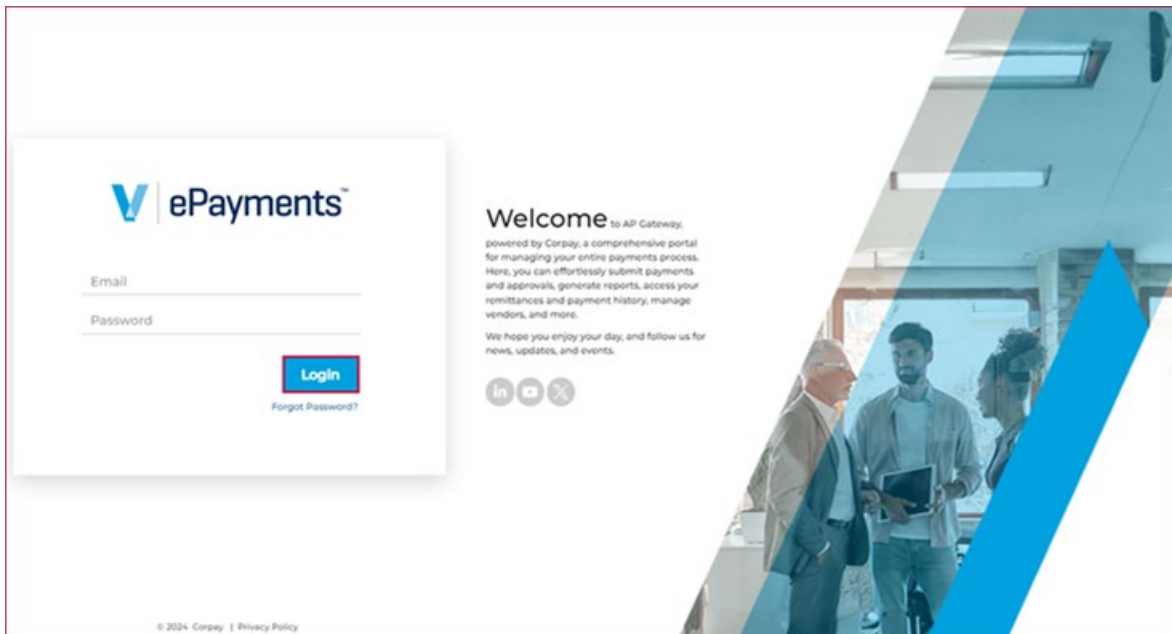 ePayments™
Email
Password
Login
Forgot Password?
Welcome to AP Gateway,
powered by Corpay, a comprehensive portal
for managing your entire payments process.
Here, you can effortlessly submit payments
and approvals, generate reports, access your
remittances and payment history, manage
vendors, and more.
We hope you enjoy your day, and follow us for
news, updates, and events.
in
© 2024 Corpay | Privacy Policy